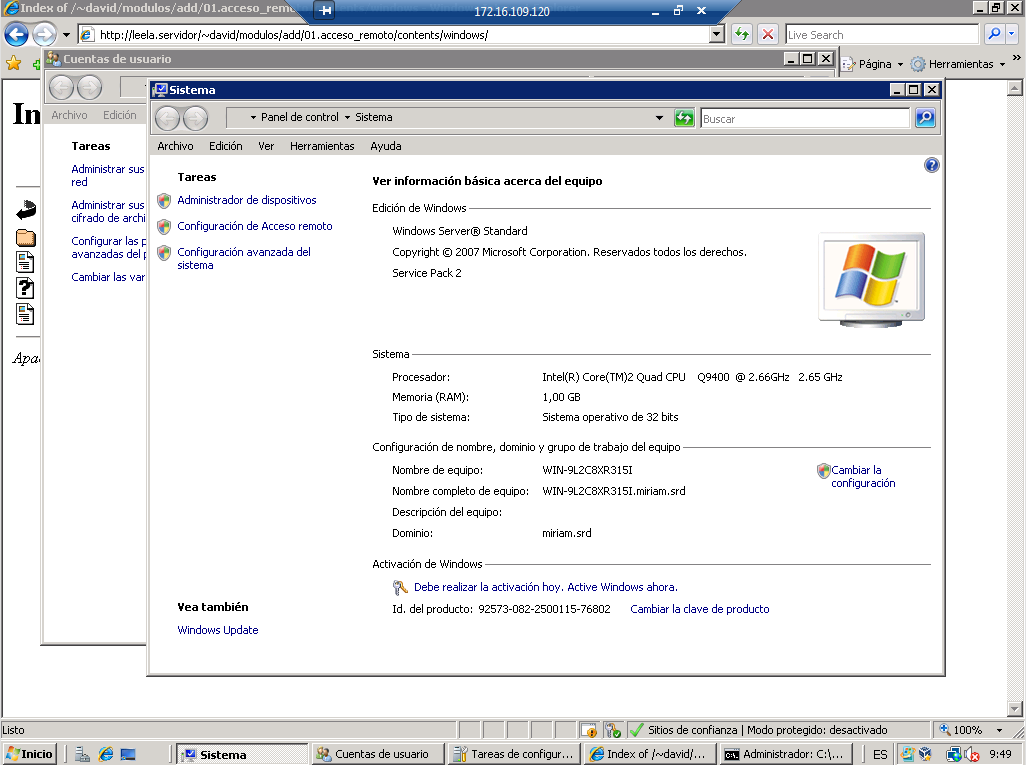 Index of /~david/modulos/add/01.acceso_remo
172.16.109.120
http://leela.servidor/~david/modulos/add/01.acceso_remoto/contents/windows/
Live Search
Cuentas de usuario
Página
Herramientas
»
In
Archivo Edición
Tareas
Administrar sus
red
Administrar sus
cifrado de archi
Configurar las p
avanzadas del p
Cambiar las var
Apa
Sistema
Panel de control Sistema
Buscar
Archivo Edición Ver Herramientas Ayuda
Tareas
Administrador de dispositivos
Configuración de Acceso remoto
Configuración avanzada del
sistema
Vea también
Windows Update
Ver información básica acerca del equipo
Edición de Windows
Windows Server® Standard
Copyright © 2007 Microsoft Corporation. Reservados todos los derechos.
Service Pack 2
Sistema
Procesador: Intel(R) Core(TM)2 Quad CPU Q9400 @ 2.66GHz 2.65 GHz
Memoria (RAM): 1,00 GB
Tipo de sistema: Sistema operativo de 32 bits
Configuración de nombre, dominio y grupo de trabajo del equipo
Nombre de equipo: WIN-9L2C8XR315I
Cambiar la
configuración
Nombre completo de equipo: WIN-9L2C8XR315I.miriam.srd
Descripción del equipo:
Dominio: miriam.srd
Activación de Windows
Debe realizar la activación hoy. Active Windows ahora.
Id. del producto: 92573-082-2500115-76802 Cambiar la clave de producto
Listo
Sitios de confianza | Modo protegido: desactivado
100%
Inicio
Sistema
Cuentas de usuario
Tareas de configur...
Index of /~david/...
Administrador: C:\...
ES
9:49